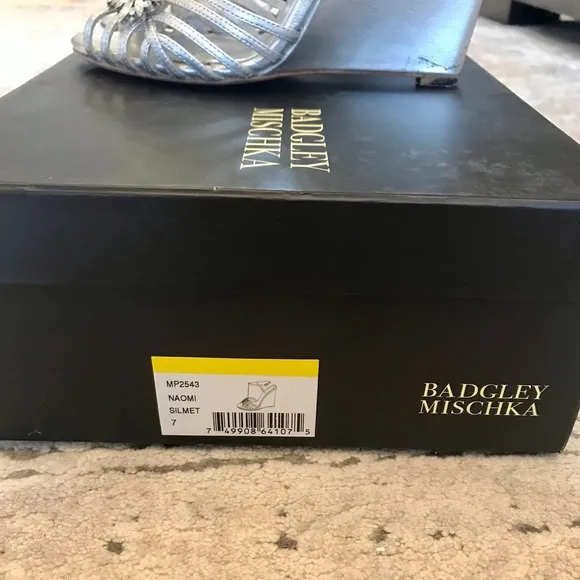 BADGLEY
MISCHKA
MP2543
NAOMI
SILMET
7
7 49908 64107 5
BADGLEY
MISCHKA